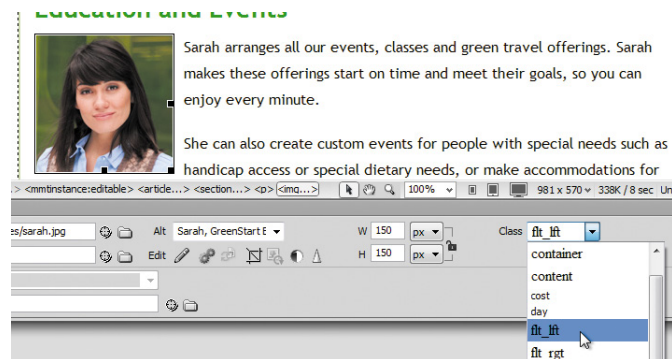 Education and Events
Sarah arranges all our events, classes and green travel offerings. Sarah
makes these offerings start on time and meet their goals, so you can
enjoy every minute.
She can also create custom events for people with special needs such as
handicap access or special dietary needs, or make accommodations for
..> <mmtinstance:editable> <article...> <section...> <p> <img...> 100% 981 x 570 338K / 8 sec Un
es/sarah.jpg Alt Sarah, GreenStart E W 150 px Class flt_lft
Edit H 150 px
container
content
cost
day
flt_lft
flt_rgt